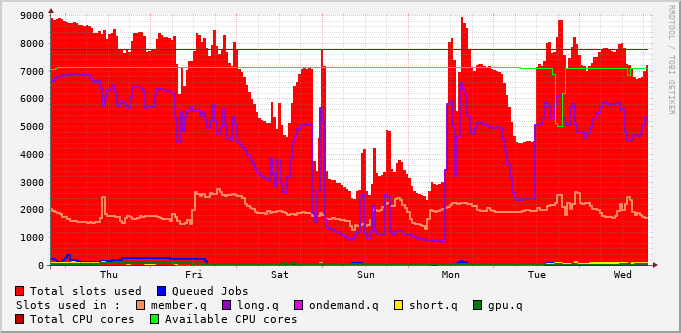 9000
8000
7000
6000
5000
4000
3000
2000
1000
0
Thu Fri Sat Sun Mon Tue Wed
RRDTOOL / TOBI OETIKER
Total slots used Queued Jobs
Slots used in : member.q long.q ondemand.q short.q gpu.q
Total CPU cores Available CPU cores